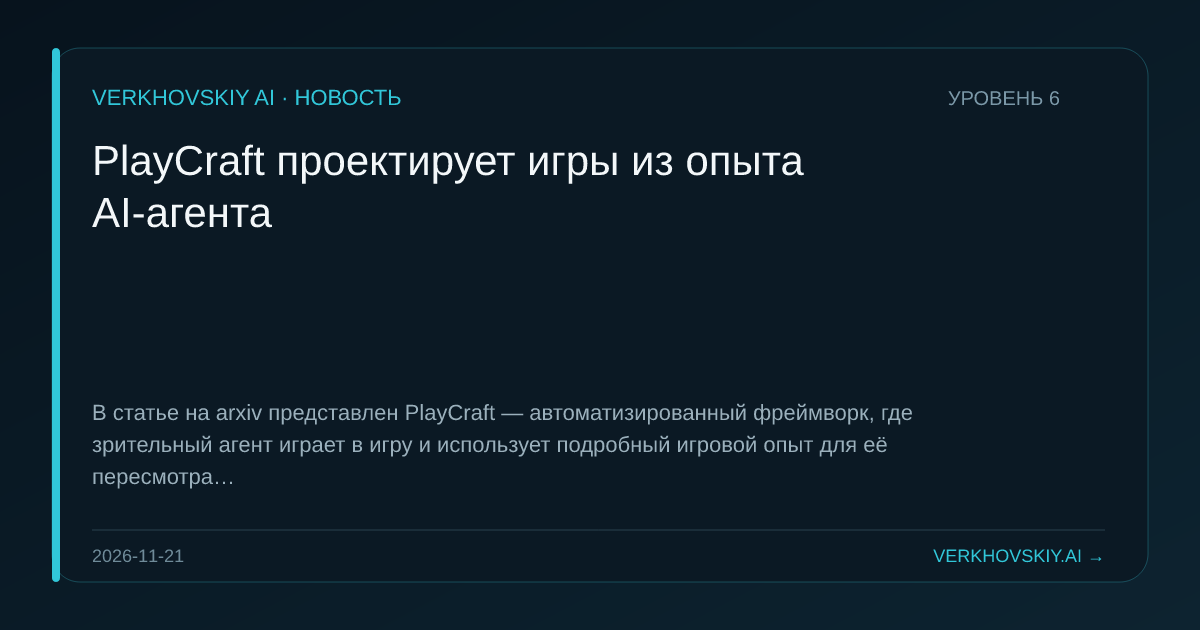 VERKHOVSKIY AI · НОВОСТЬ
УРОВЕНЬ 6
PlayCraft проектирует игры из опыта
AI-агента
В статье на arxiv представлен PlayCraft — автоматизированный фреймворк, где
зрительный агент играет в игру и использует подробный игровой опыт для её
пересмотра…
2026-11-21
VERKHOVSKIY.AI →